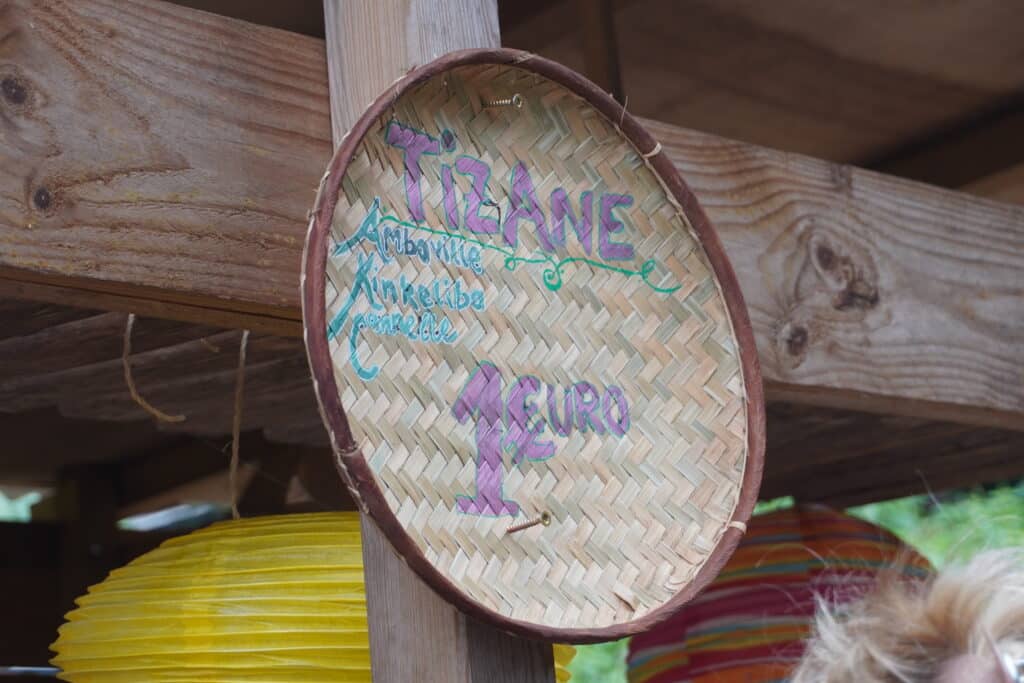 TiZANE
Ambaville
Kinkeliba
Cannelle
1€ EURO